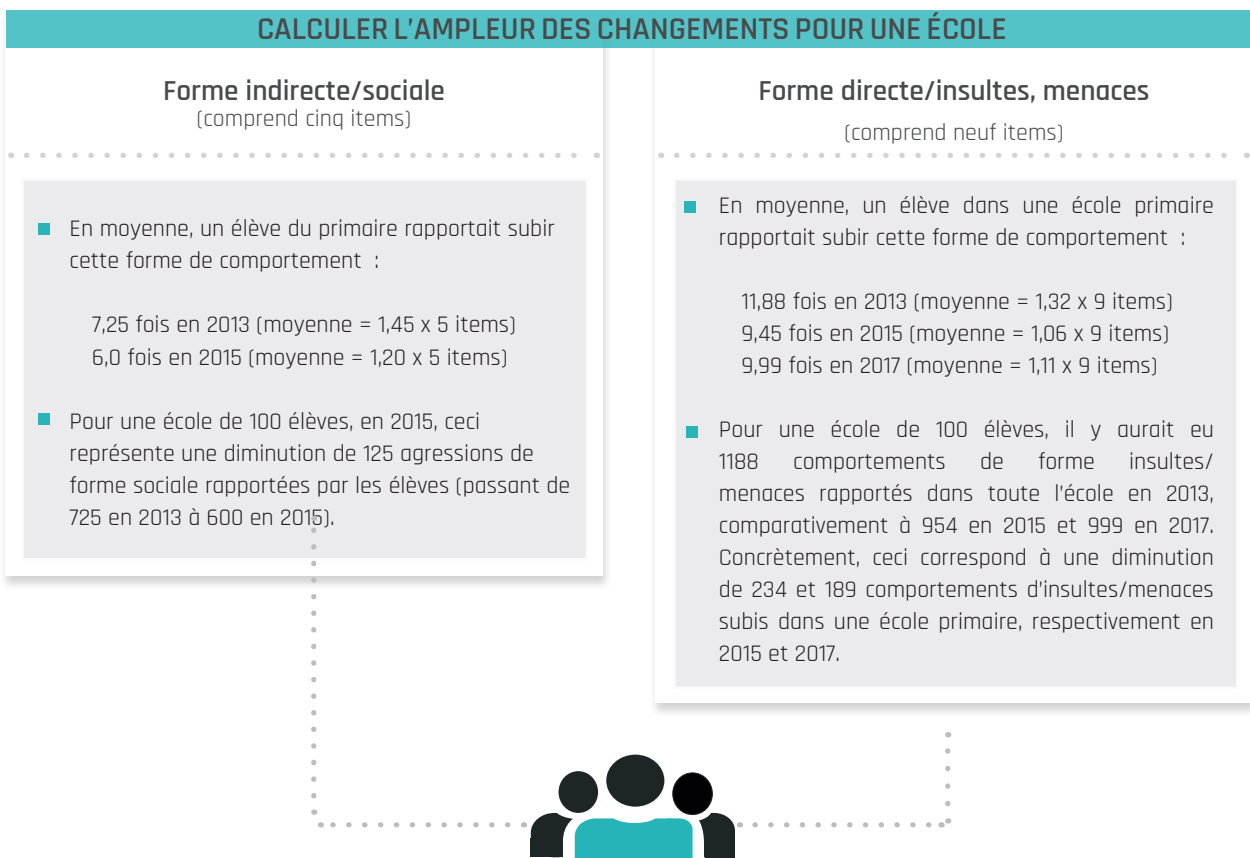 CALCULER L'AMPLEUR DES CHANGEMENTS POUR UNE ÉCOLE
Forme indirecte/sociale
(comprend cinq items)
En moyenne, un élève du primaire rapportait subir
cette forme de comportement :
7,25 fois en 2013 (moyenne = 1,45 x 5 items)
6,0 fois en 2015 (moyenne = 1,20 x 5 items)
Pour une école de 100 élèves, en 2015, ceci
représente une diminution de 125 agressions de
forme sociale rapportées par les élèves (passant de
725 en 2013 à 600 en 2015).
Forme directe/insultes, menaces
(comprend neuf items)
En moyenne, un élève dans une école primaire
rapportait subir cette forme de comportement :
11,88 fois en 2013 (moyenne = 1,32 x 9 items)
9,45 fois en 2015 (moyenne = 1,06 x 9 items)
9,99 fois en 2017 (moyenne = 1,11 x 9 items)
Pour une école de 100 élèves, il y aurait eu
1188 comportements de forme insultes/
menaces rapportés dans toute l'école en 2013,
comparativement à 954 en 2015 et 999 en 2017.
Concrètement, ceci correspond à une diminution
de 234 et 189 comportements d'insultes/menaces
subis dans une école primaire, respectivement en
2015 et 2017.